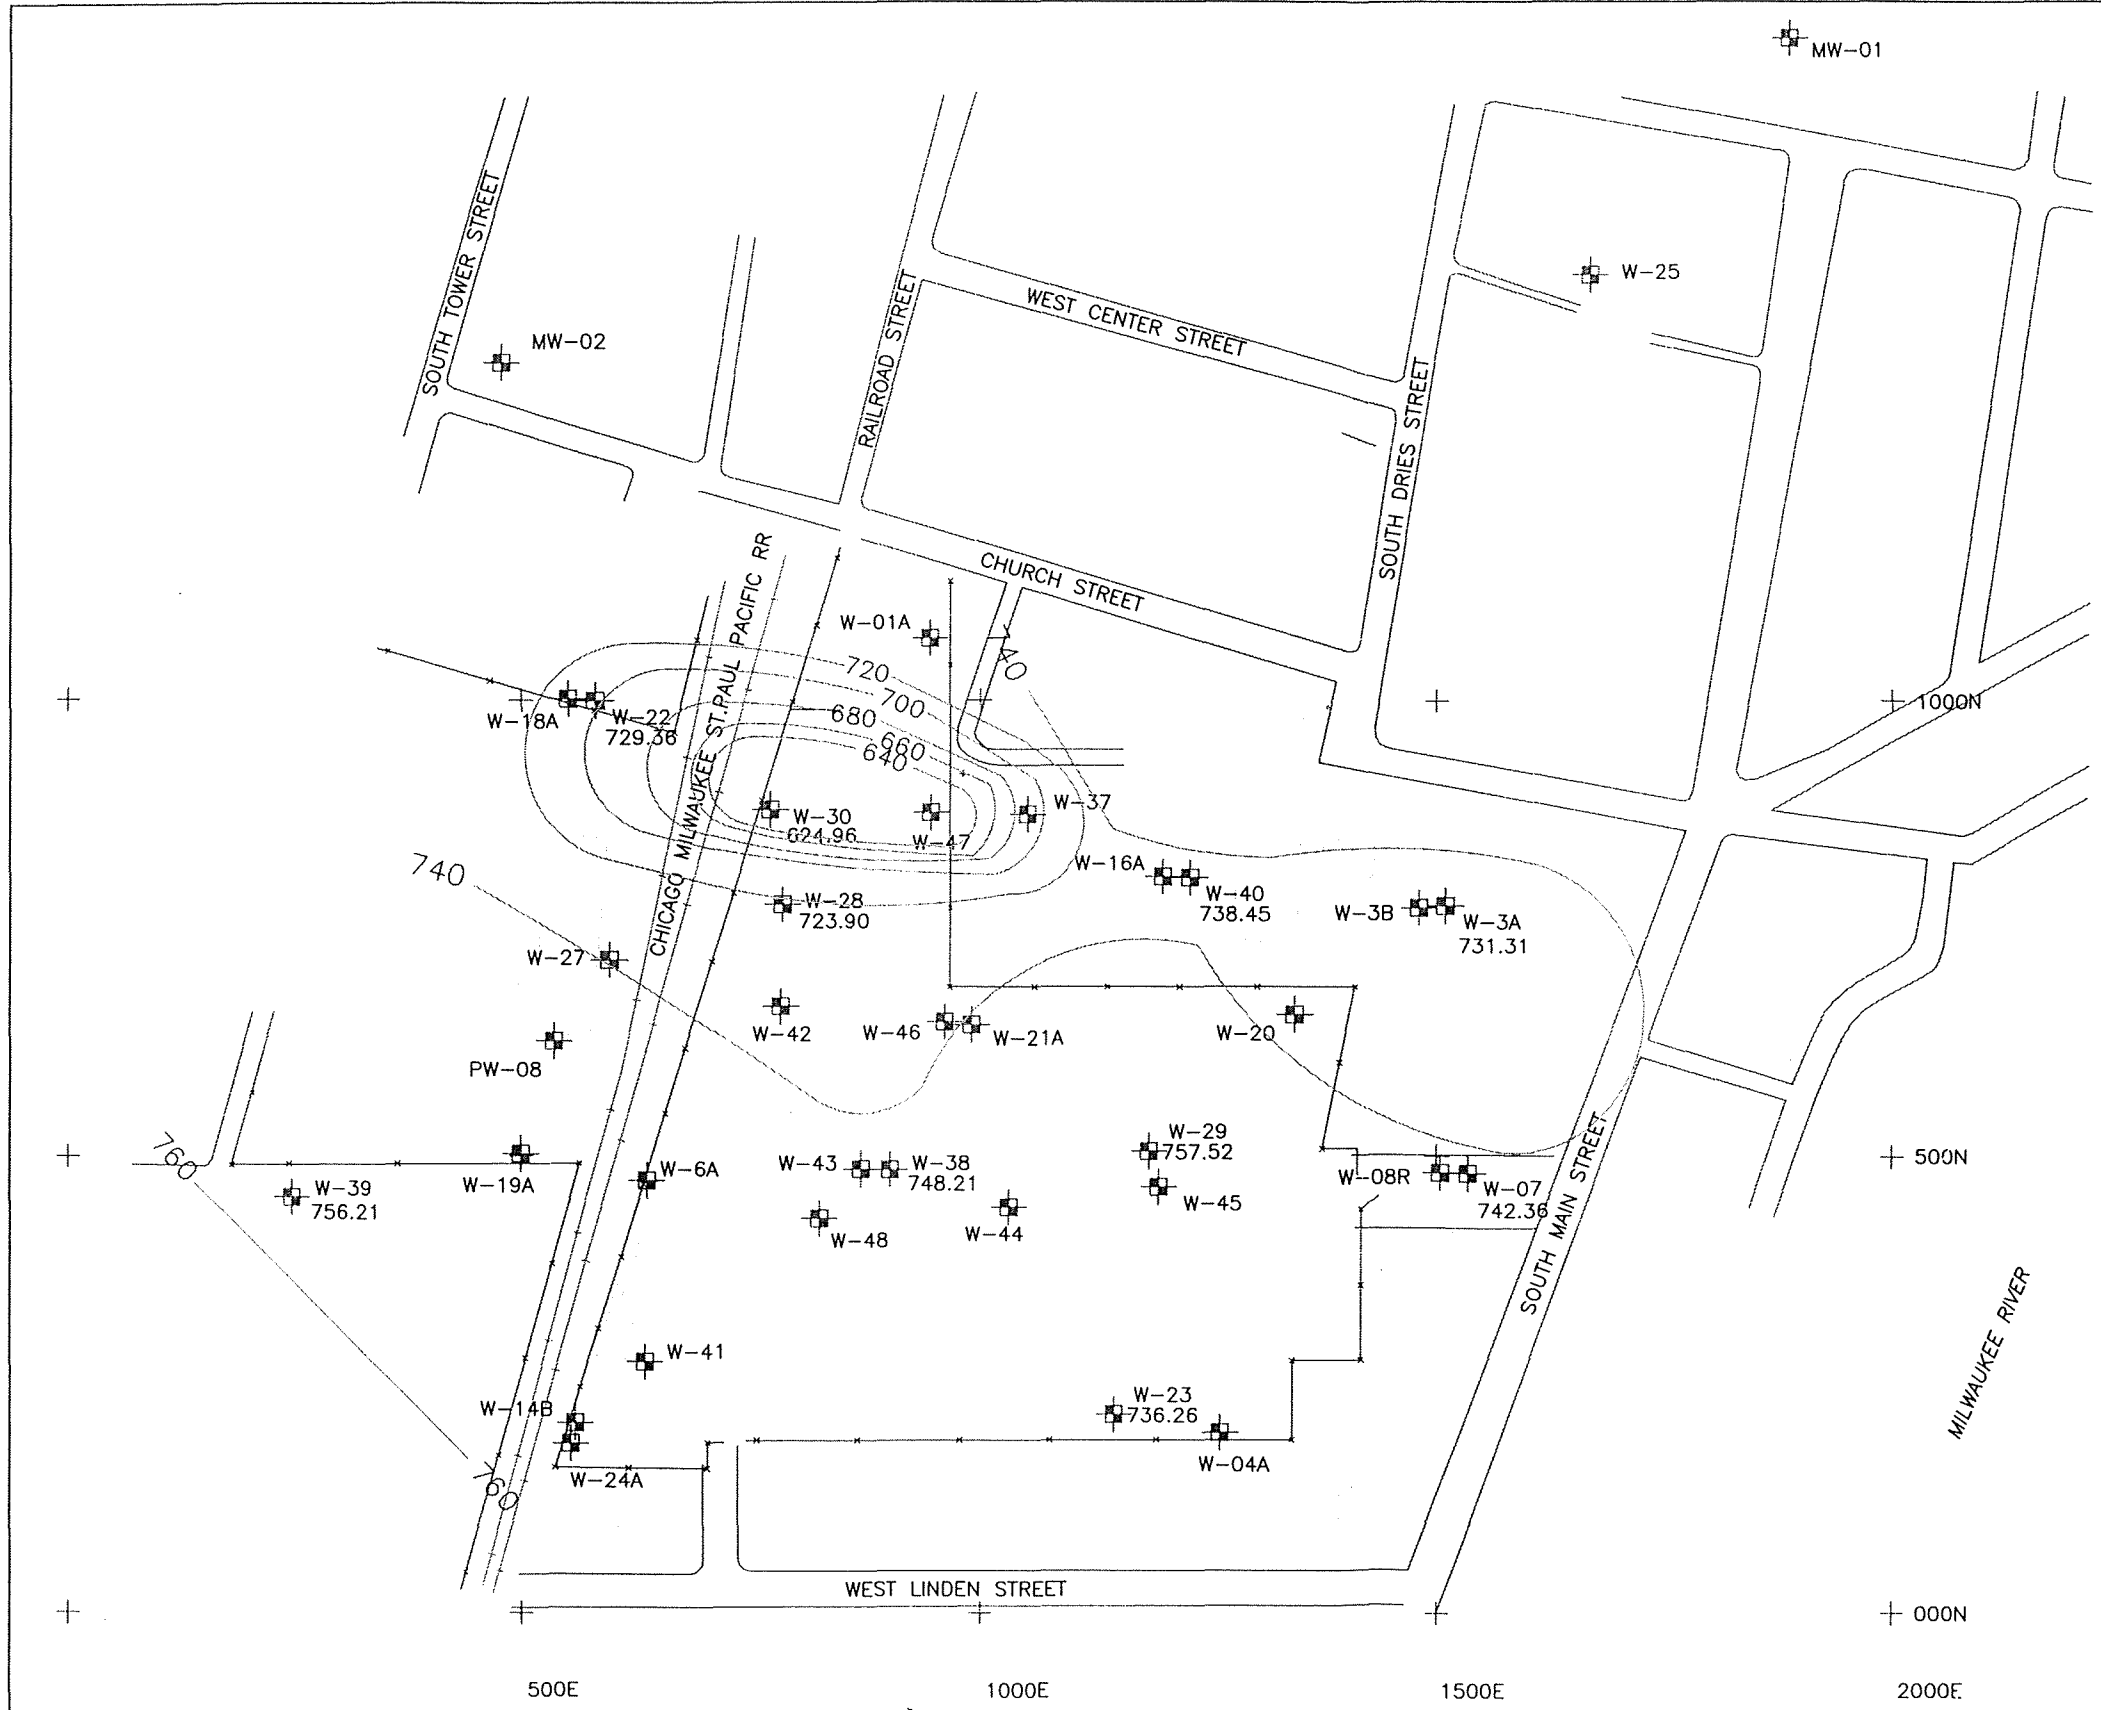 MW-01
SOUTH TOWER STREET
W-25
WEST CENTER STREET
RAILROAD STREET
MW-02
SOUTH DRIES STREET
CHURCH STREET
CHICAGO MILWAUKEE ST.PAUL PACIFIC RR
W-01A
740
720
700
680
660
640
W-18A
W-22
729.36
1000N
W-30
624.96
W-47
W-37
740
W-16A
W-40
738.45
W-28
723.90
W-3B
W-3A
731.31
W-27
W-42
W-46
W-21A
W-20
PW-08
760
W-29
757.52
500N
W-43
W-38
748.21
W-6A
W-19A
W-39
756.21
W-08R
W-07
742.36
W-45
W-44
W-48
SOUTH MAIN STREET
MILWAUKEE RIVER
W-41
W-23
736.26
W-14B
W-04A
W-24A
760
WEST LINDEN STREET
000N
500E
1000E
1500E
2000E